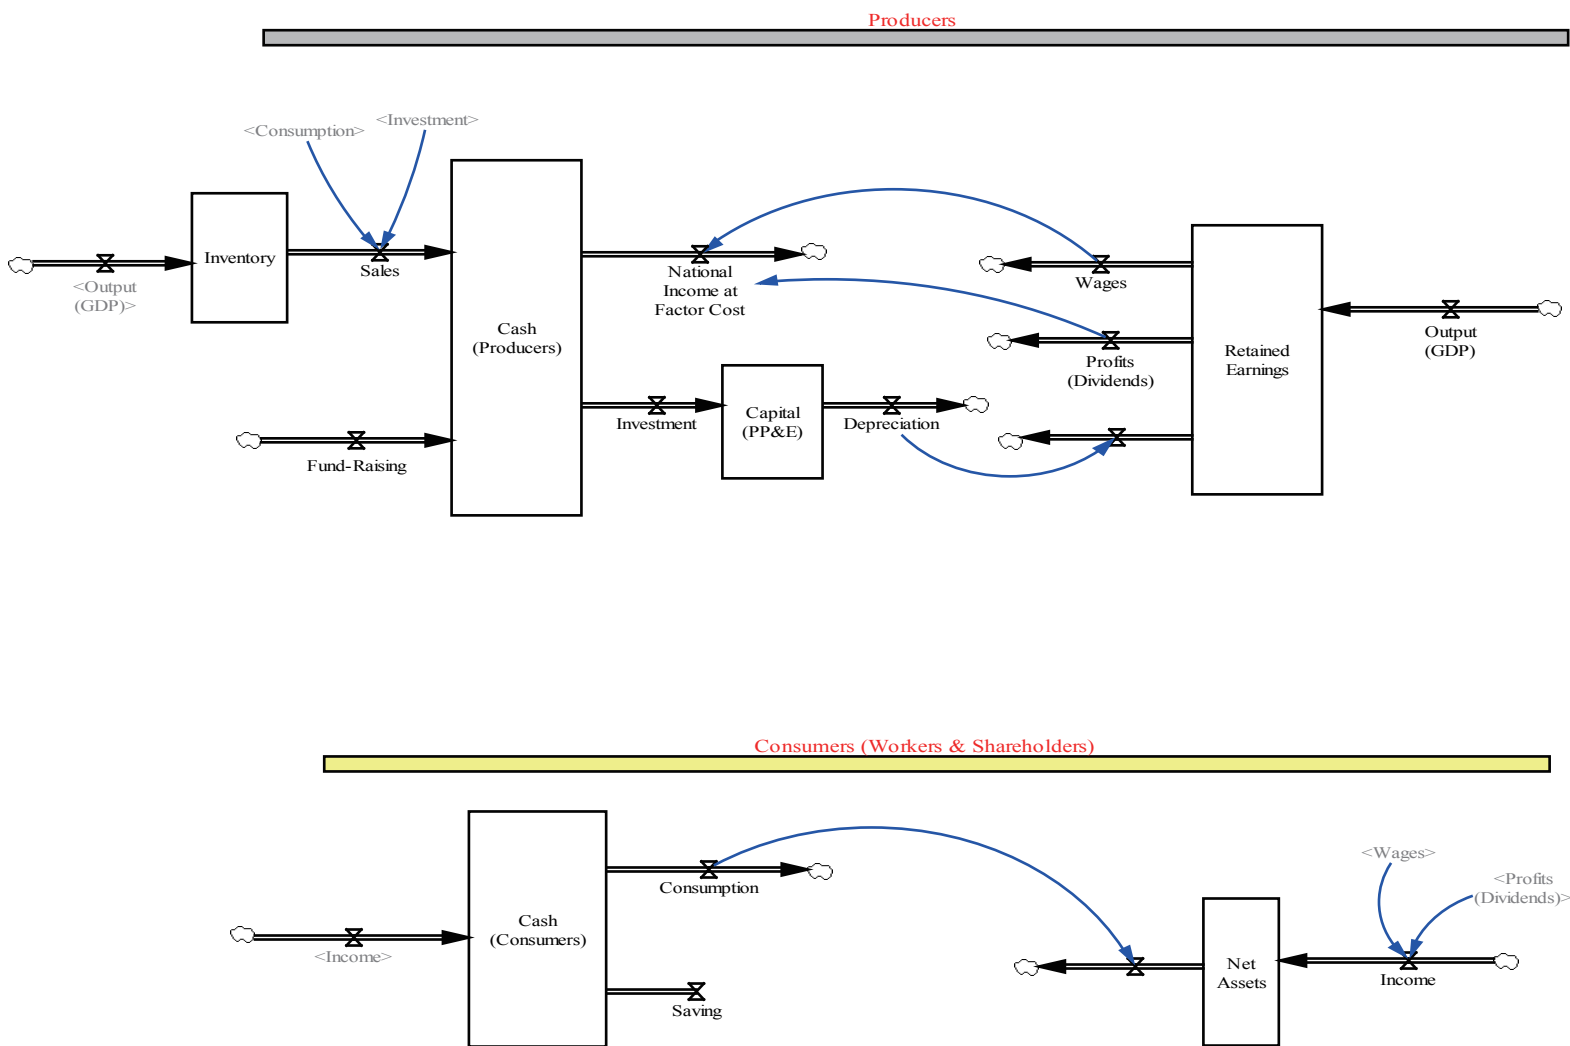 Producers
<Consumption>
<Investment>
Inventory
Sales
<Output
(GDP)>
Cash
(Producers)
National
Income at
Factor Cost
Wages
Profits
(Dividends)
Retained
Earnings
Output
(GDP)
Fund-Raising
Investment
Capital
(PP&E)
Depreciation
Consumers (Workers & Shareholders)
Cash
(Consumers)
Consumption
<Income>
Saving
Net
Assets
<Wages>
<Profits
(Dividends)>
Income